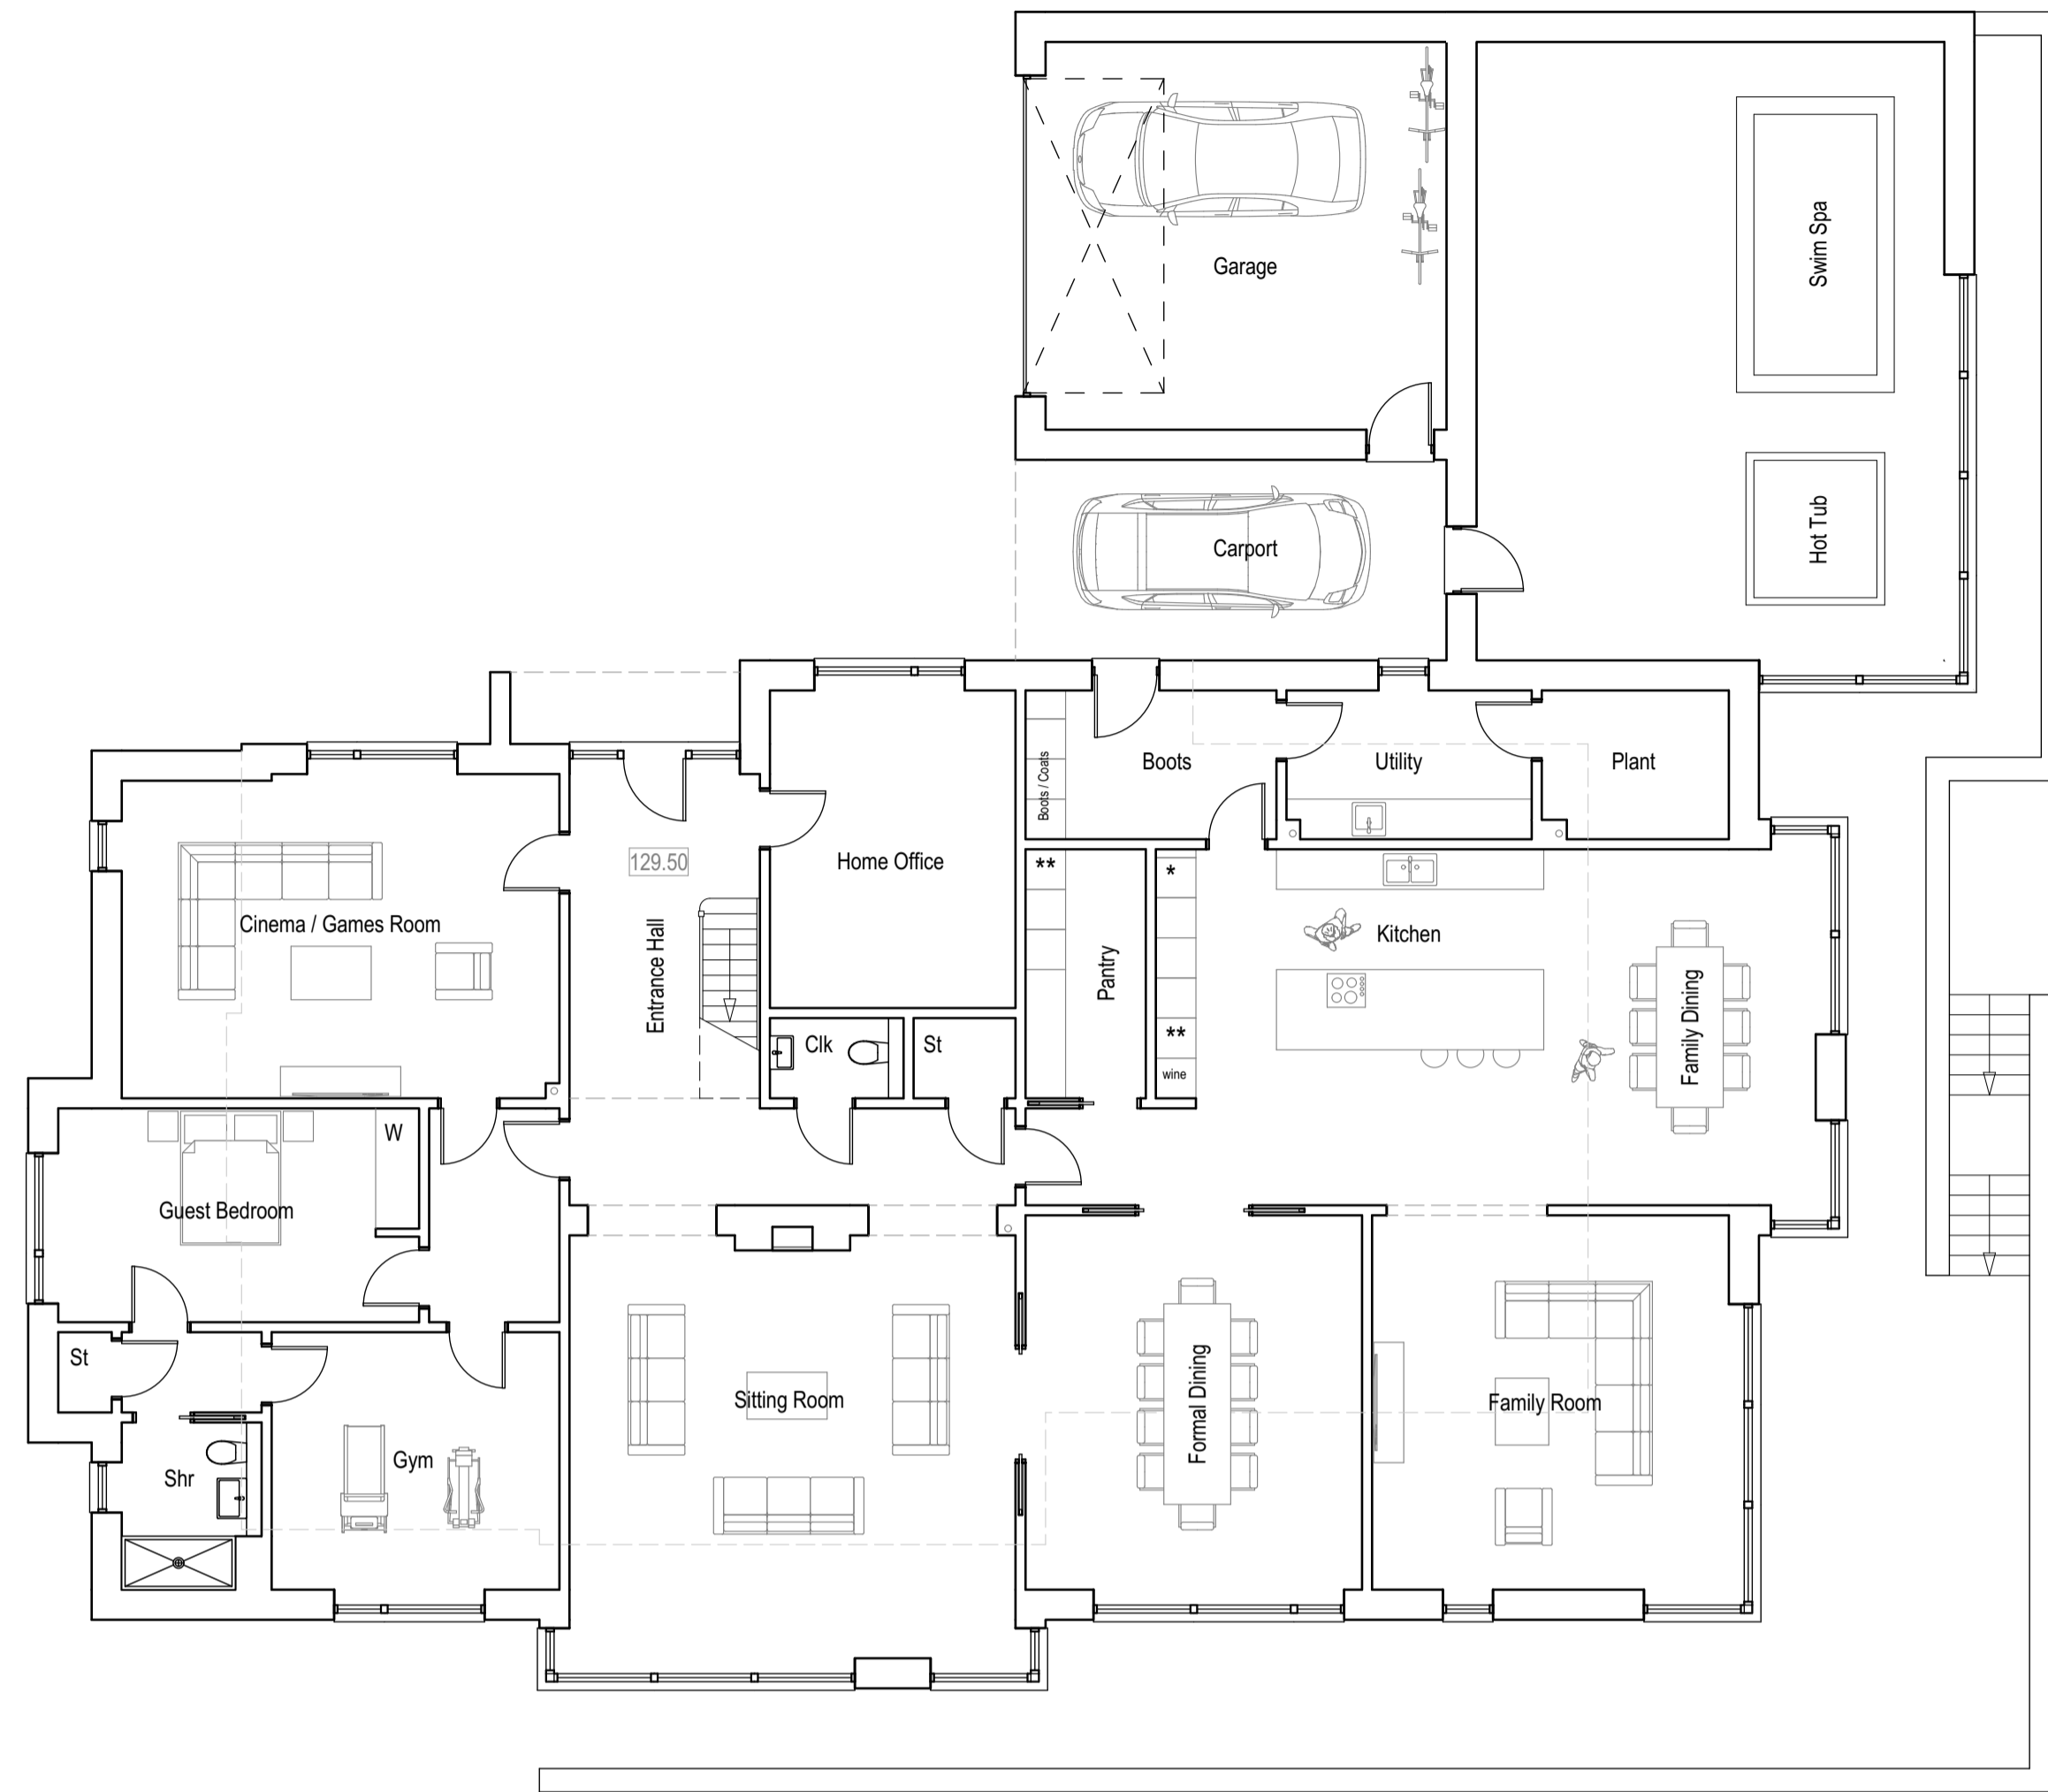 Garage
Swim Spa
Hot Tub
Carport
Boots / Coats
Boots
Utility
Plant
129.50
Home Office
**
*
Cinema / Games Room
Entrance Hall
Pantry
Kitchen
Family Dining
Clk
St
**
wine
W
Guest Bedroom
St
Sitting Room
Formal Dining
Family Room
Gym
Shr